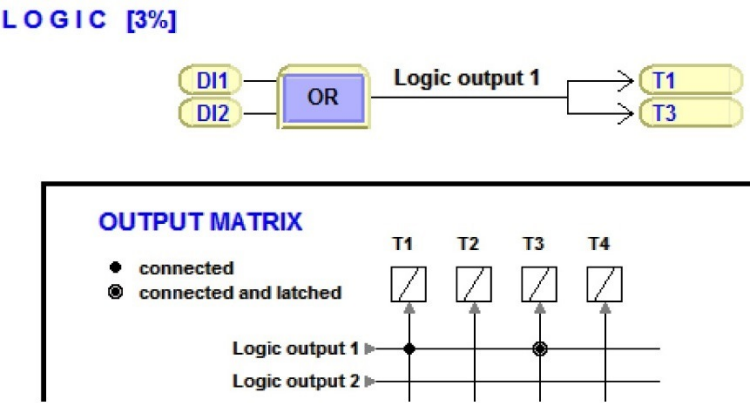 LOGIC [3%]
DI1 OR Logic output 1 T1
DI2 T3
OUTPUT MATRIX
T1 T2 T3 T4
connected
connected and latched
Logic output 1
Logic output 2